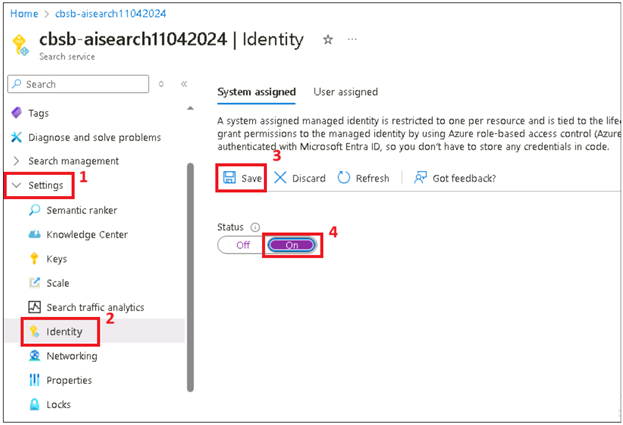 Home > cbsb-aisearch11042024
cbsb-aisearch11042024 | Identity
Search service
Search
Tags
Diagnose and solve problems
Search management
1
Settings
Semantic ranker
Knowledge Center
Keys
Scale
Search traffic analytics
2
Identity
Networking
Properties
Locks
System assigned User assigned
A system assigned managed identity is restricted to one per resource and is tied to the life
grant permissions to the managed identity by using Azure role-based access control (Azure
authenticated with Microsoft Entra ID, so you don't have to store any credentials in code.
3
Save Discard Refresh Got feedback?
Status
4
Off On